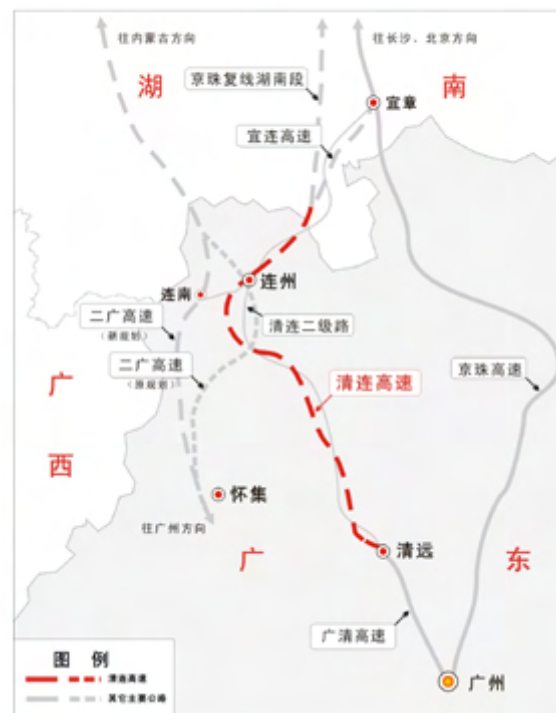 往内蒙古方向
往长沙、北京方向
湖
京珠复线湖南段
南
宜章
宜连高速
连州
连南
二广高速
（新规划）
清连二级路
二广高速
（原规划）
清连高速
京珠高速
广
西
怀集
往广州方向
广
清远
东
广清高速
广州
图 例
清连高速
其它主要公路